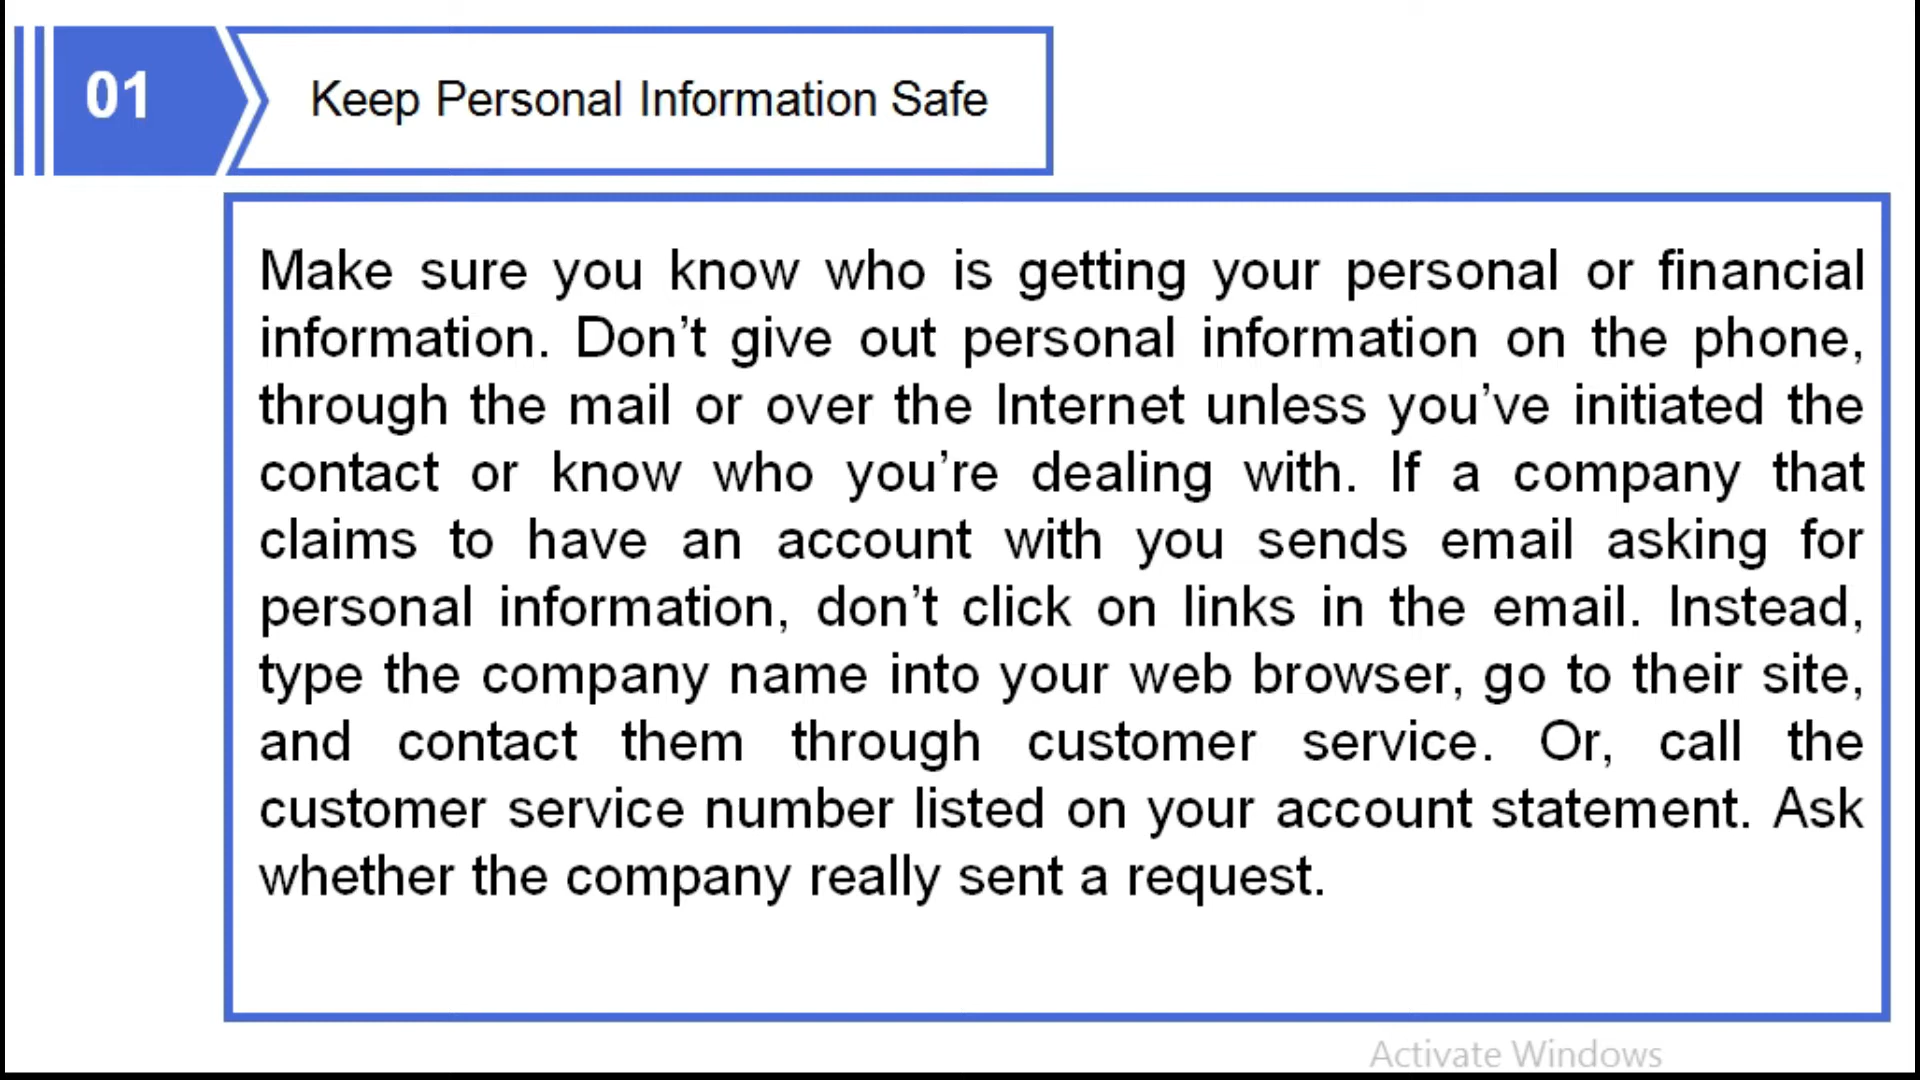 01
Keep Personal Information Safe
Make sure you know who is getting your personal or financial
information. Don’t give out personal information on the phone,
through the mail or over the Internet unless you’ve initiated the
contact or know who you’re dealing with. If a company that
claims to have an account with you sends email asking for
personal information, don’t click on links in the email. Instead,
type the company name into your web browser, go to their site,
and contact them through customer service. Or, call the
customer service number listed on your account statement. Ask
whether the company really sent a request.
Activate Windows